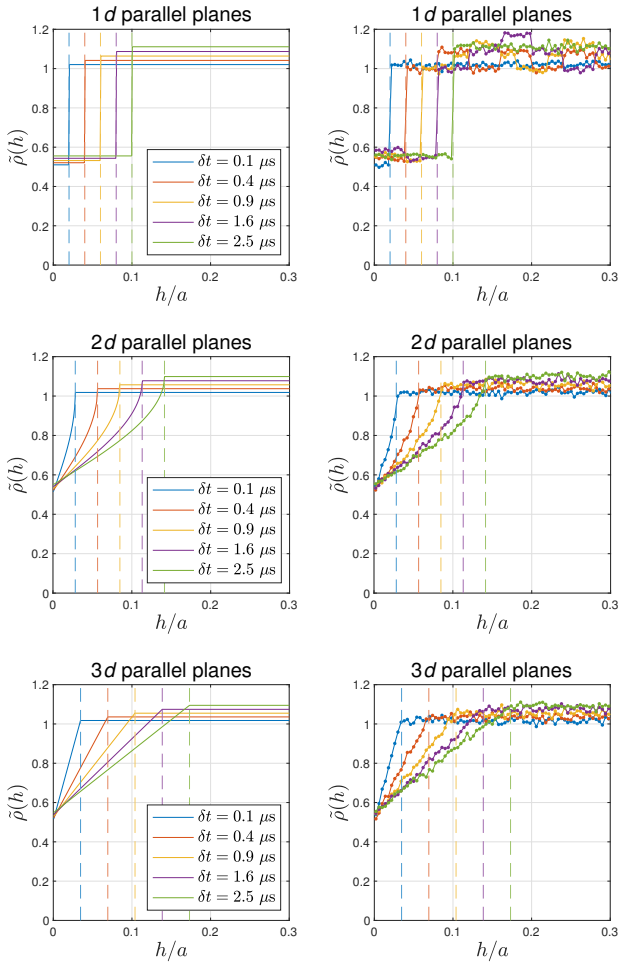 1d parallel planes
1.2
1
0.8
0.6
0.4
0.2
0
ρ̃(h)
δt = 0.1 μs
δt = 0.4 μs
δt = 0.9 μs
δt = 1.6 μs
δt = 2.5 μs
0 0.1 0.2 0.3
h/a
1d parallel planes
1.2
1
0.8
0.6
0.4
0.2
0
ρ̃(h)
0 0.1 0.2 0.3
h/a
2d parallel planes
1.2
1
0.8
0.6
0.4
0.2
0
ρ̃(h)
δt = 0.1 μs
δt = 0.4 μs
δt = 0.9 μs
δt = 1.6 μs
δt = 2.5 μs
0 0.1 0.2 0.3
h/a
2d parallel planes
1.2
1
0.8
0.6
0.4
0.2
0
ρ̃(h)
0 0.1 0.2 0.3
h/a
3d parallel planes
1.2
1
0.8
0.6
0.4
0.2
0
ρ̃(h)
δt = 0.1 μs
δt = 0.4 μs
δt = 0.9 μs
δt = 1.6 μs
δt = 2.5 μs
0 0.1 0.2 0.3
h/a
3d parallel planes
1.2
1
0.8
0.6
0.4
0.2
0
ρ̃(h)
0 0.1 0.2 0.3
h/a